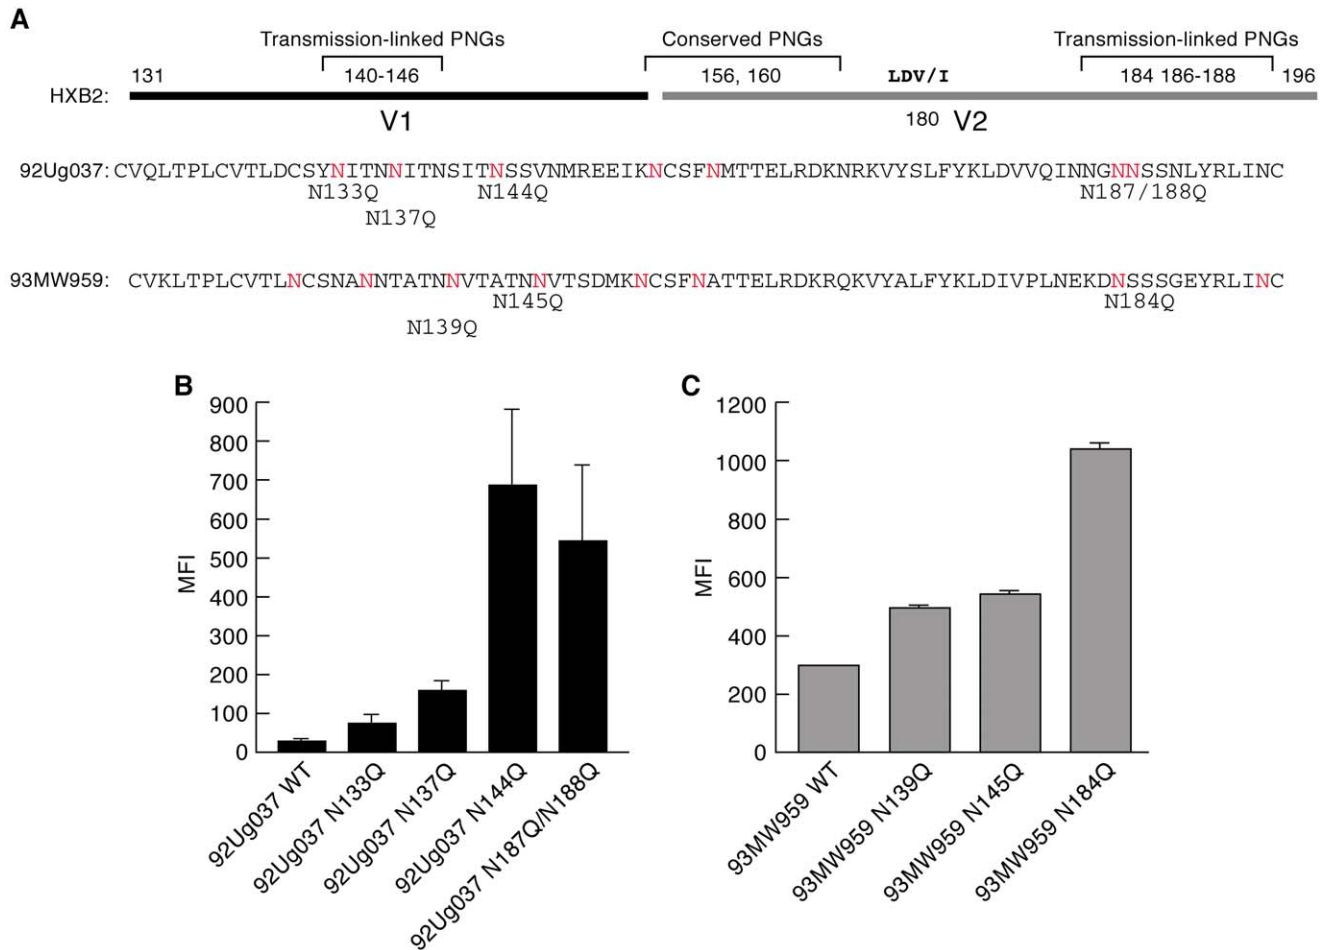 A
Transmission-linked PNGs Conserved PNGs Transmission-linked PNGs
131 140-146 156, 160 LDV/I 184 186-188 196
HXB2:
V1 180 V2
92Ug037: CVQLTPLCVTLDCSYNITNNITNSITNSSVNMREEIKNCSFNMTTELRDKNRKVYSLFYKLDVVQINNGNNSSNLYRLINC
N133Q N144Q N187/188Q
N137Q
93MW959: CVKLTPLCVTLNCSNANNTATNNVTATNNVTSDMKNCSFNATTELRDKRQKVYALFYKLDIVPLNEKDNSSSGEYRLINC
N145Q N184Q
N139Q
B
900
800
700
600
500
400
300
200
100
0
MFI
92Ug037 WT
92Ug037 N133Q
92Ug037 N137Q
92Ug037 N144Q
92Ug037 N187Q/N188Q
C
1200
1000
800
600
400
200
0
MFI
93MW959 WT
93MW959 N139Q
93MW959 N145Q
93MW959 N184Q